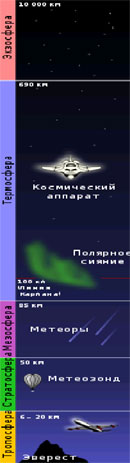 10 000 км
Экзосфера
690 км
Термосфера
Космический
аппарат
Полярное
сияние
100 км
Линия
Кармана!
85 км
Мезосфера
Метеоры
50 км
Стратосфера
Метеозонд
6 – 20 км
Тропосфера
Эверест